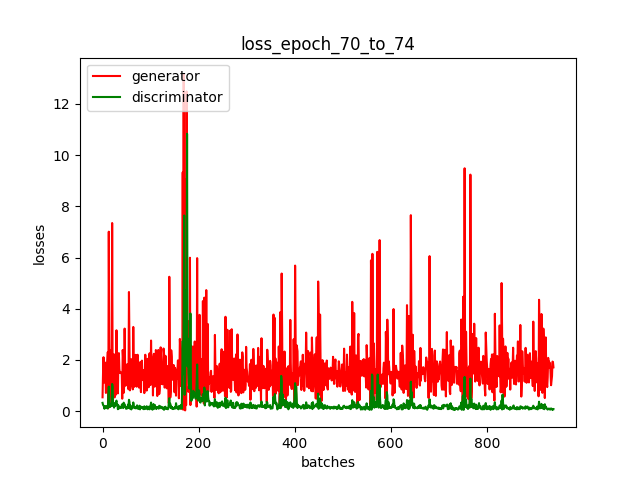 loss_epoch_70_to_74
generator
discriminator
12
10
8
6
4
2
0
losses
0 200 400 600 800
batches